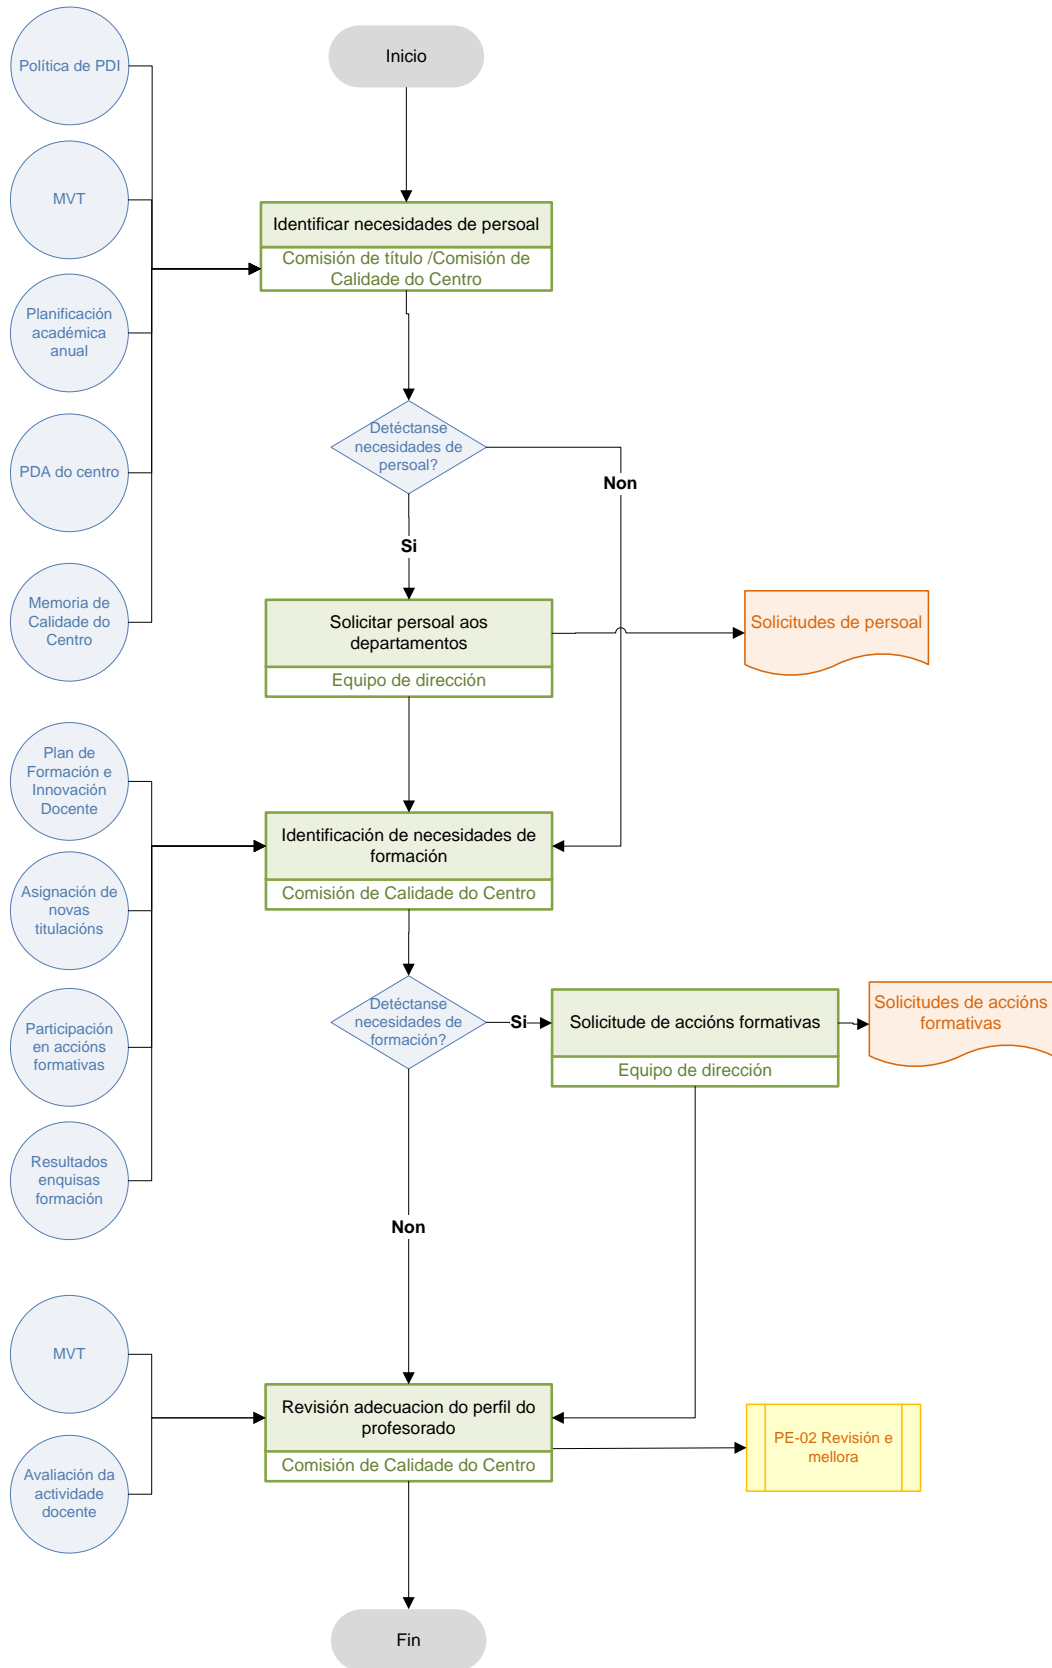 Inicio
Política de PDI
MVT
Planificación
académica
anual
PDA do centro
Memoria de
Calidade do
Centro
Identificar necesidades de persoal
Comisión de título /Comisión de
Calidade do Centro
Detéctanse
necesidades de
persoal?
Non
Si
Solicitar persoal aos
departamentos
Equipo de dirección
Solicitudes de persoal
Plan de
Formación e
Innovación
Docente
Asignación de
novas
titulacións
Participación
en accións
formativas
Resultados
enquisas
formación
Identificación de necesidades de
formación
Comisión de Calidade do Centro
Detéctanse
necesidades de
formación?
Si
Solicitude de accións formativas
Equipo de dirección
Solicitudes de accións
formativas
Non
MVT
Avaliación da
actividade
docente
Revisión adecuacion do perfil do
profesorado
Comisión de Calidade do Centro
PE-02 Revisión e
mellora
Fin